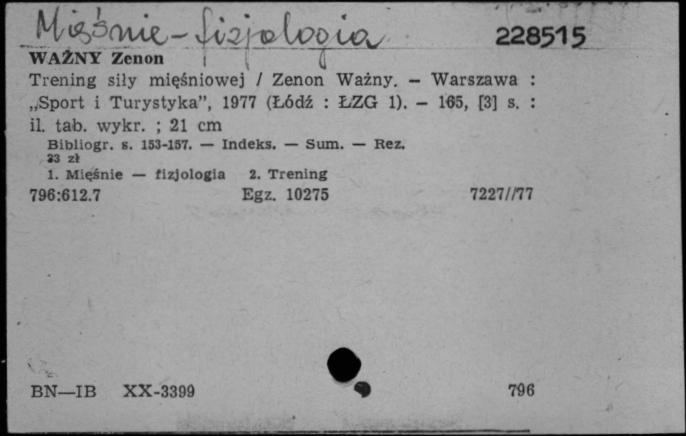 Mięśnie - fizjologia 228515
WAŻNY Zenon
Trening siły mięśniowej / Zenon Ważny. — Warszawa :
„Sport i Turystyka”, 1977 (Łódź : ŁZG 1). — 165, [3] s. :
il. tab. wykr. ; 21 cm
Bibliogr. s. 153-157. — Indeks. — Sum. — Rez.
23 zł
1. Mięśnie — fizjologia 2. Trening
796:612.7 Egz. 10275 7227//77
BN—IB XX-3399 796